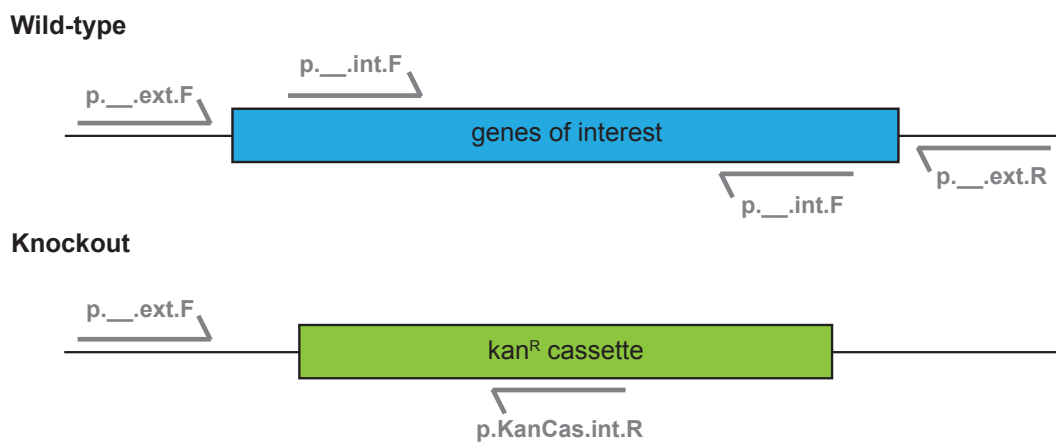 Wild-type
p.__.int.F
p.__.ext.F
genes of interest
p.__.ext.R
p.__.int.F
Knockout
p.__.ext.F
kanᴿ cassette
p.KanCas.int.R